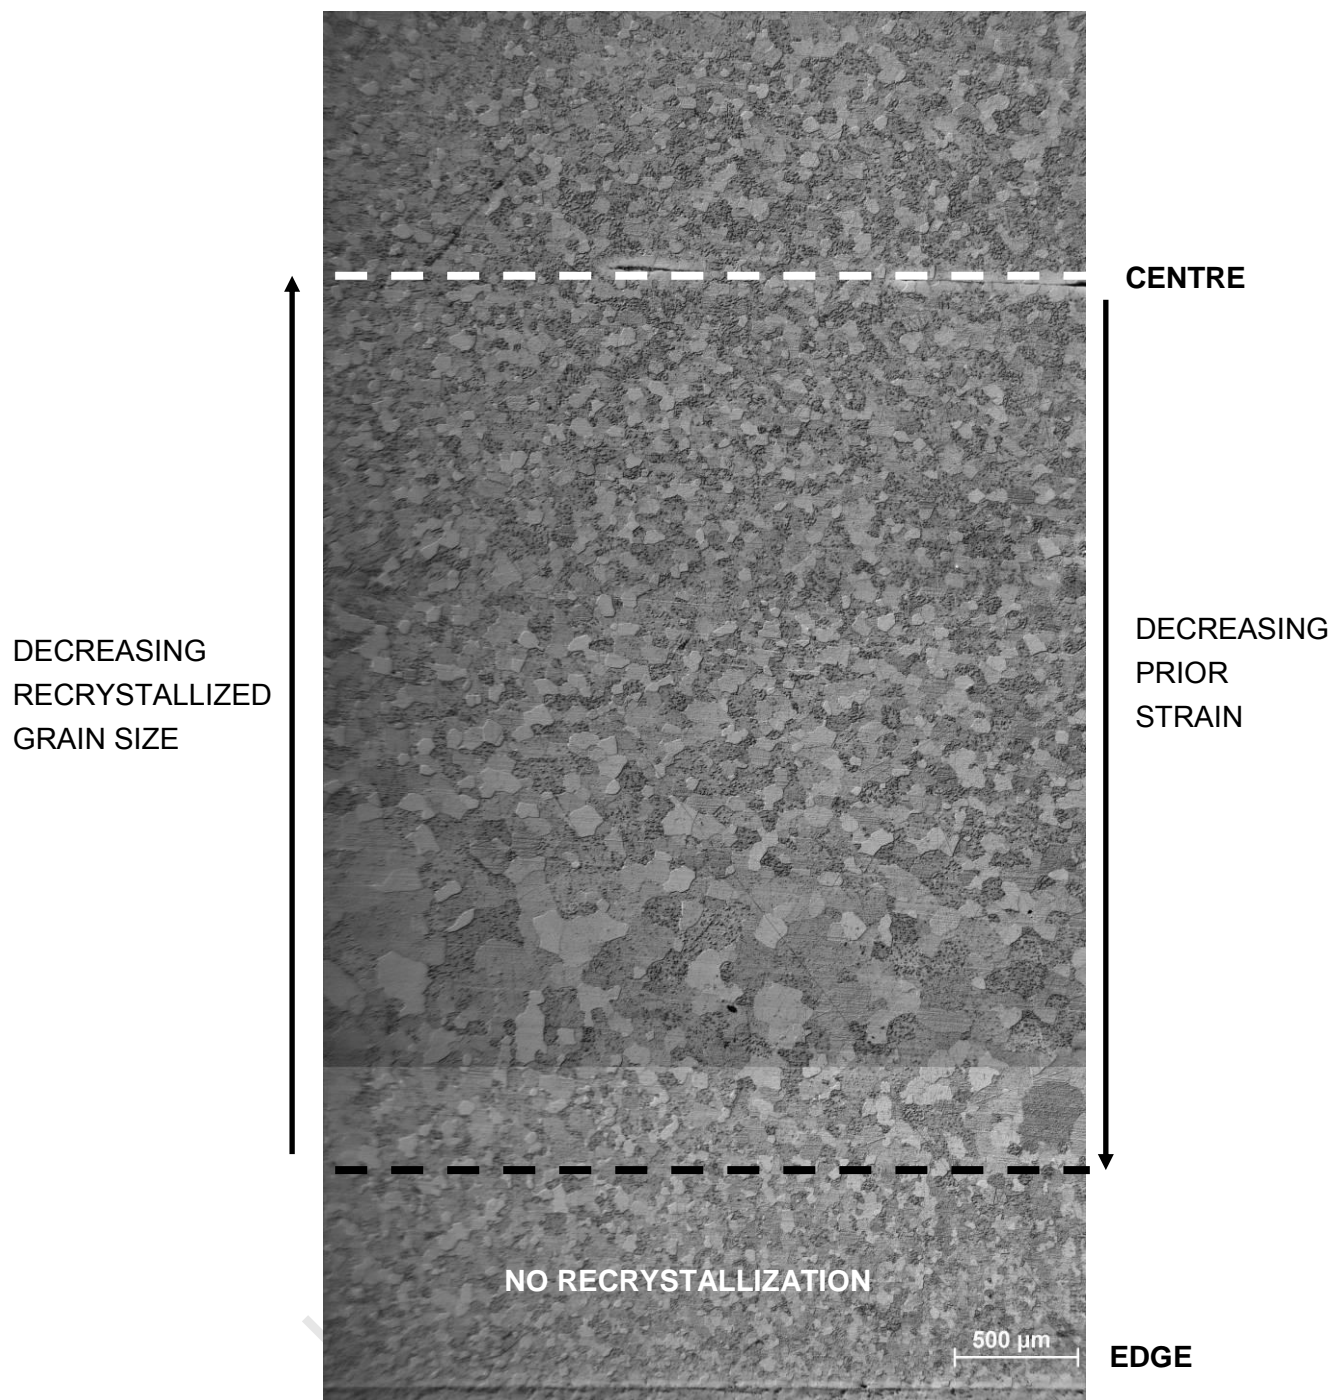 CENTRE
DECREASING
RECRYSTALLIZED
GRAIN SIZE
DECREASING
PRIOR
STRAIN
NO RECRYSTALLIZATION
500 µm
EDGE